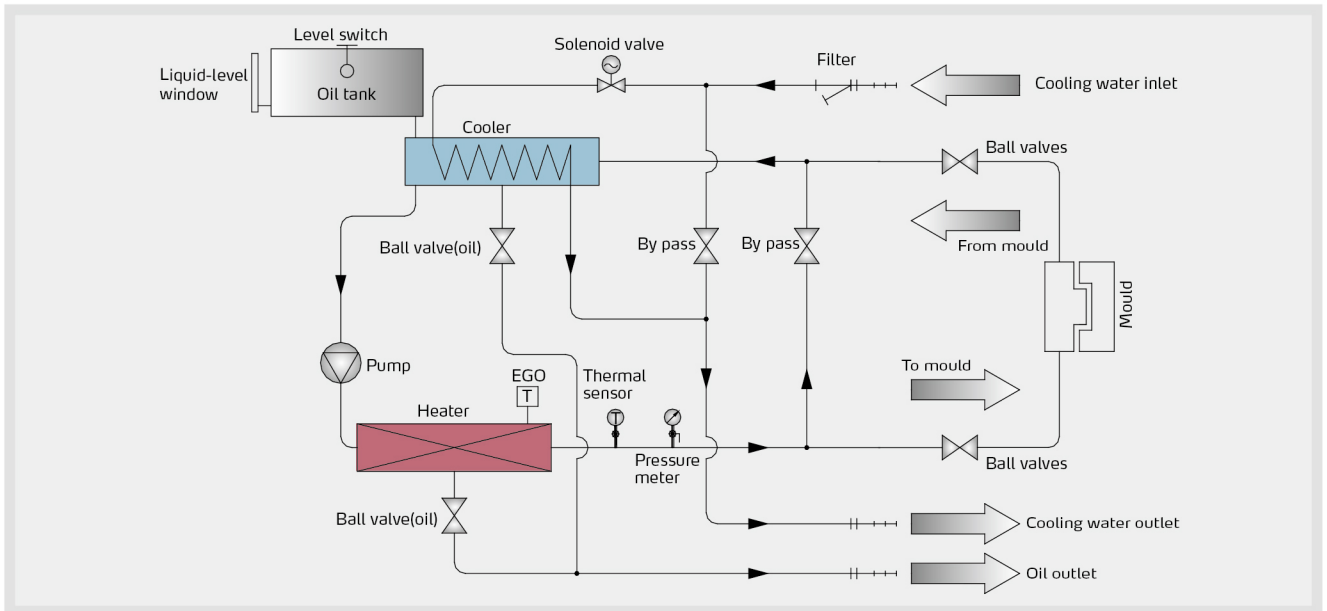 Level switch
Liquid-level
window
Oil tank
Solenoid valve
Filter
Cooling water inlet
Cooler
Ball valves
From mould
Ball valve(oil)
By pass
By pass
Mould
Pump
EGO
T
Thermal
sensor
T
To mould
Heater
Pressure
meter
Ball valves
Ball valve(oil)
Cooling water outlet
Oil outlet